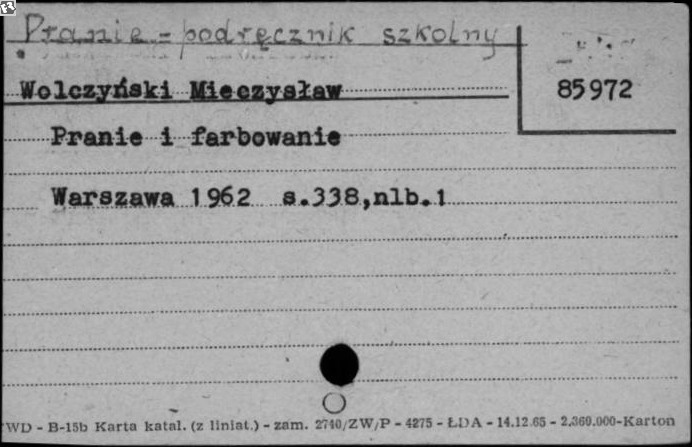 Pranie - podręcznik szkolny
Wolczyński Mieczysław
85972
Pranie i farbowanie
Warszawa 1962 s.338,nlb.1
WD - B-15b Karta katal. (z liniat.) - zam. 2740/ZW/P - 4275 - ŁDA - 14.12.65 - 2.360.000-Karton